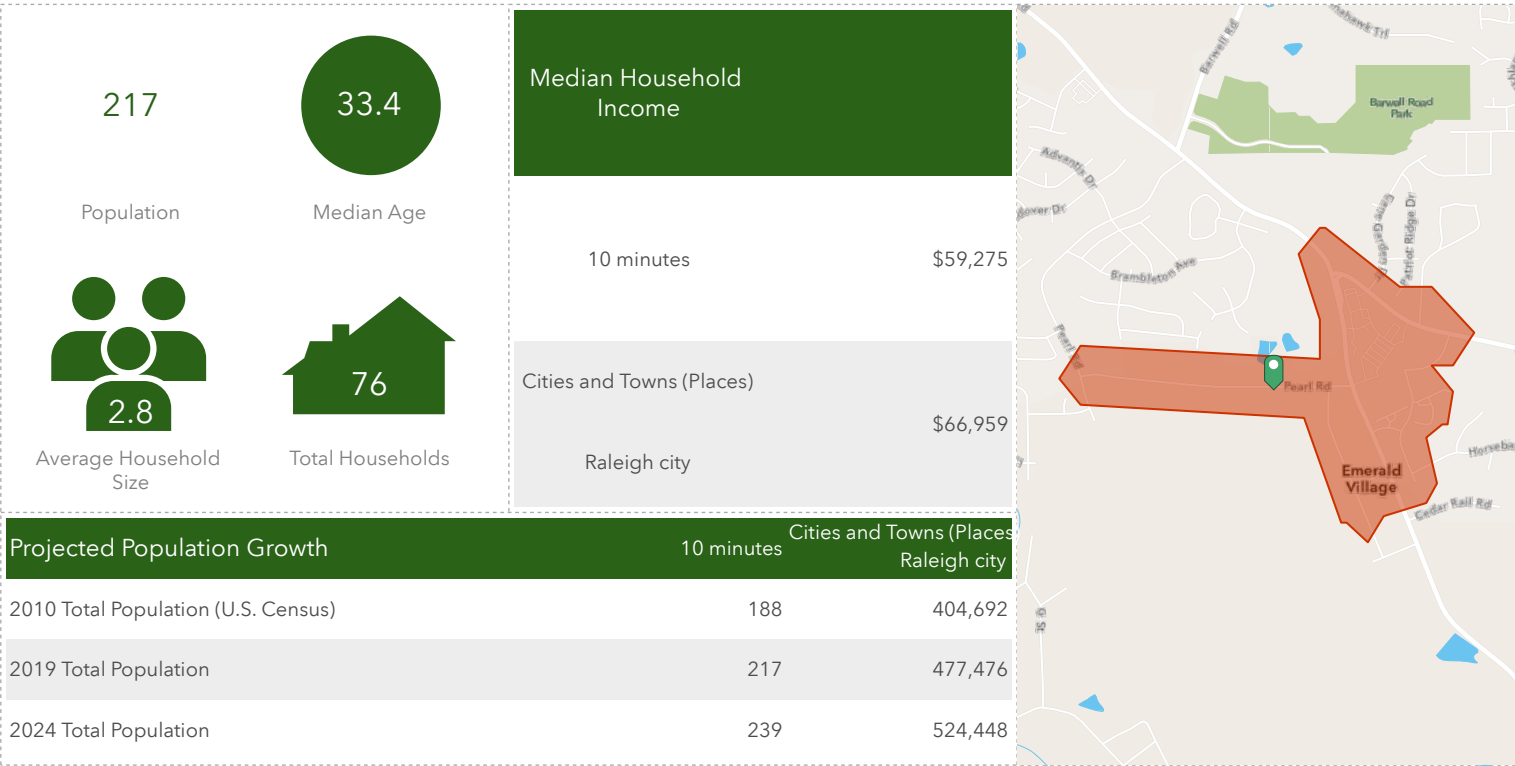 217
33.4
Population
Median Age
2.8
76
Average Household
Size
Total Households
Median Household
Income
10 minutes
$59,275
Cities and Towns (Places)
Raleigh city
$66,959
Projected Population Growth
10 minutes
Cities and Towns (Places
Raleigh city
2010 Total Population (U.S. Census)
188
404,692
2019 Total Population
217
477,476
2024 Total Population
239
524,448
Barwell Rd
Barwell Road
Park
Advantis Dr
Brambleton Ave
Patriot Ridge Dr
Pearl Rd
Pearl Rd
Emerald
Village
Cedar Rail Rd